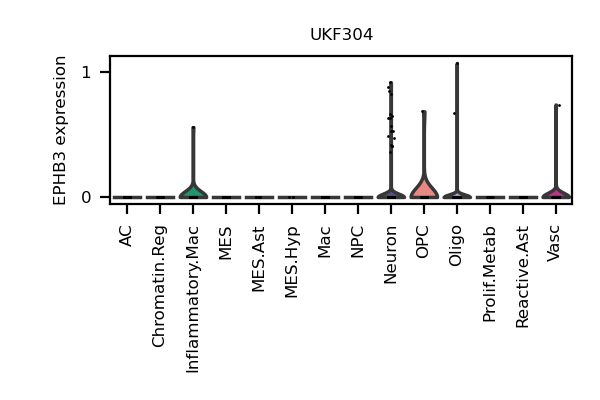 UKF304
EPHB3 expression
1
0
AC
Chromatin.Reg
Inflammatory.Mac
MES
MES.Ast
MES.Hyp
Mac
NPC
Neuron
OPC
Oligo
Prolif.Metab
Reactive.Ast
Vasc